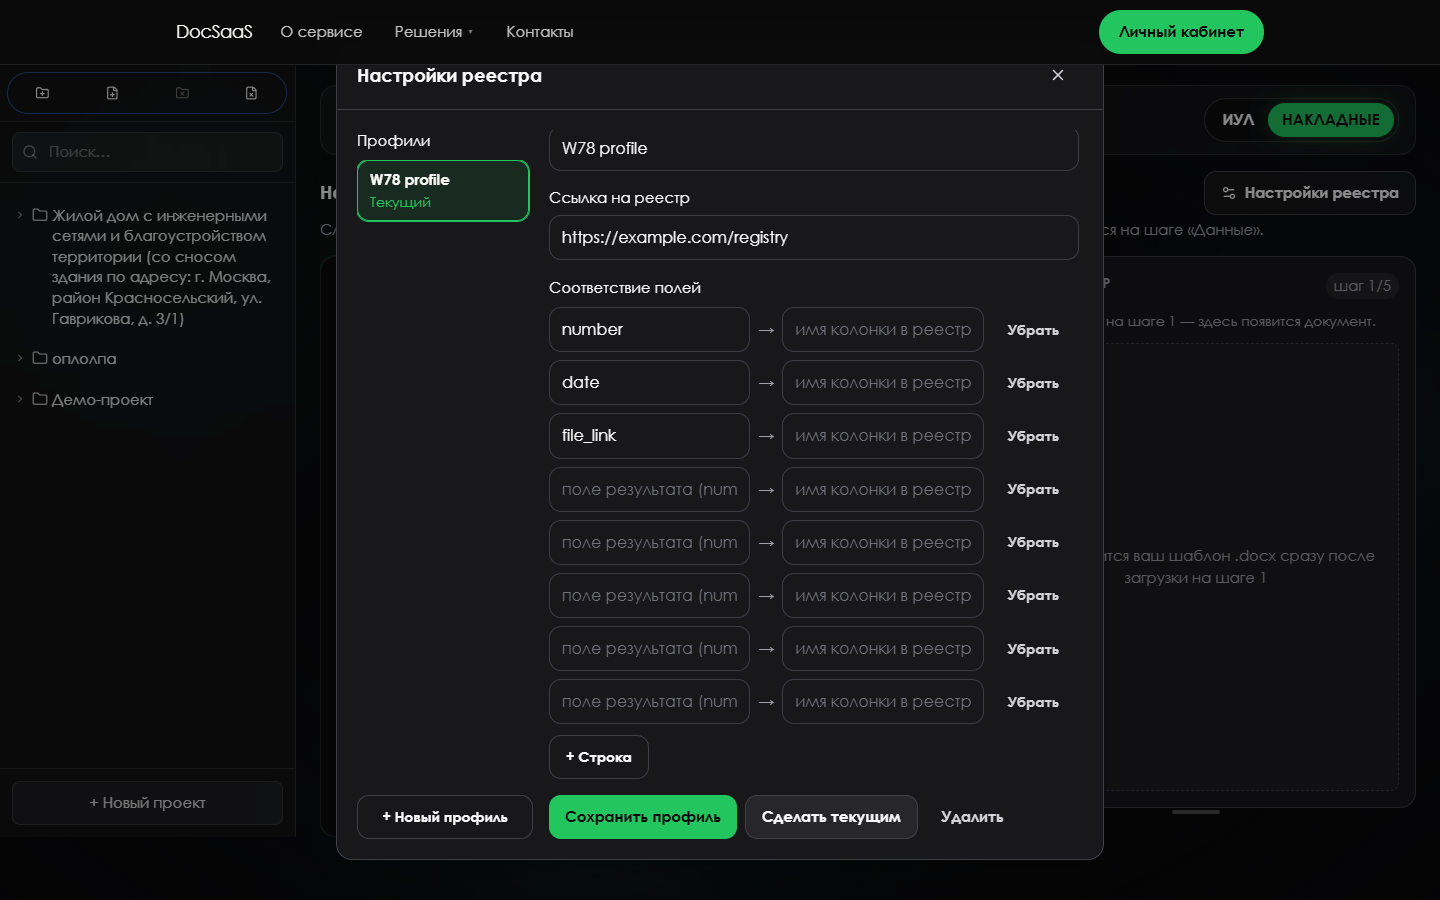 DocSaaS
О сервисе
Решения
Контакты
Личный кабинет
Поиск...
Жилой дом с инженерными
сетями и благоустройством
территории (со сносом
здания по адресу: г. Москва,
район Красносельский, ул.
Гаврикова, д. 3/1)
оплолпа
Демо-проект
+ Новый проект
Настройки реестра
Профили
W78 profile
Текущий
W78 profile
Ссылка на реестр
https://example.com/registry
Соответствие полей
number → имя колонки в реестр Убрать
date → имя колонки в реестр Убрать
file_link → имя колонки в реестр Убрать
поле результата (num → имя колонки в реестр Убрать
поле результата (num → имя колонки в реестр Убрать
поле результата (num → имя колонки в реестр Убрать
поле результата (num → имя колонки в реестр Убрать
поле результата (num → имя колонки в реестр Убрать
+ Строка
+ Новый профиль
Сохранить профиль
Сделать текущим
Удалить
ИУЛ
НАКЛАДНЫЕ
Настройки реестра
на шаге «Данные».
шаг 1/5
на шаге 1 — здесь появится документ.
ваш шаблон .docx сразу после
загрузки на шаге 1